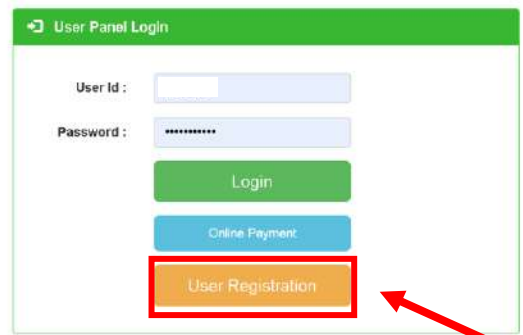 User Panel Login
User Id :
Password : •••••••••••
Login
Online Payment
User Registration